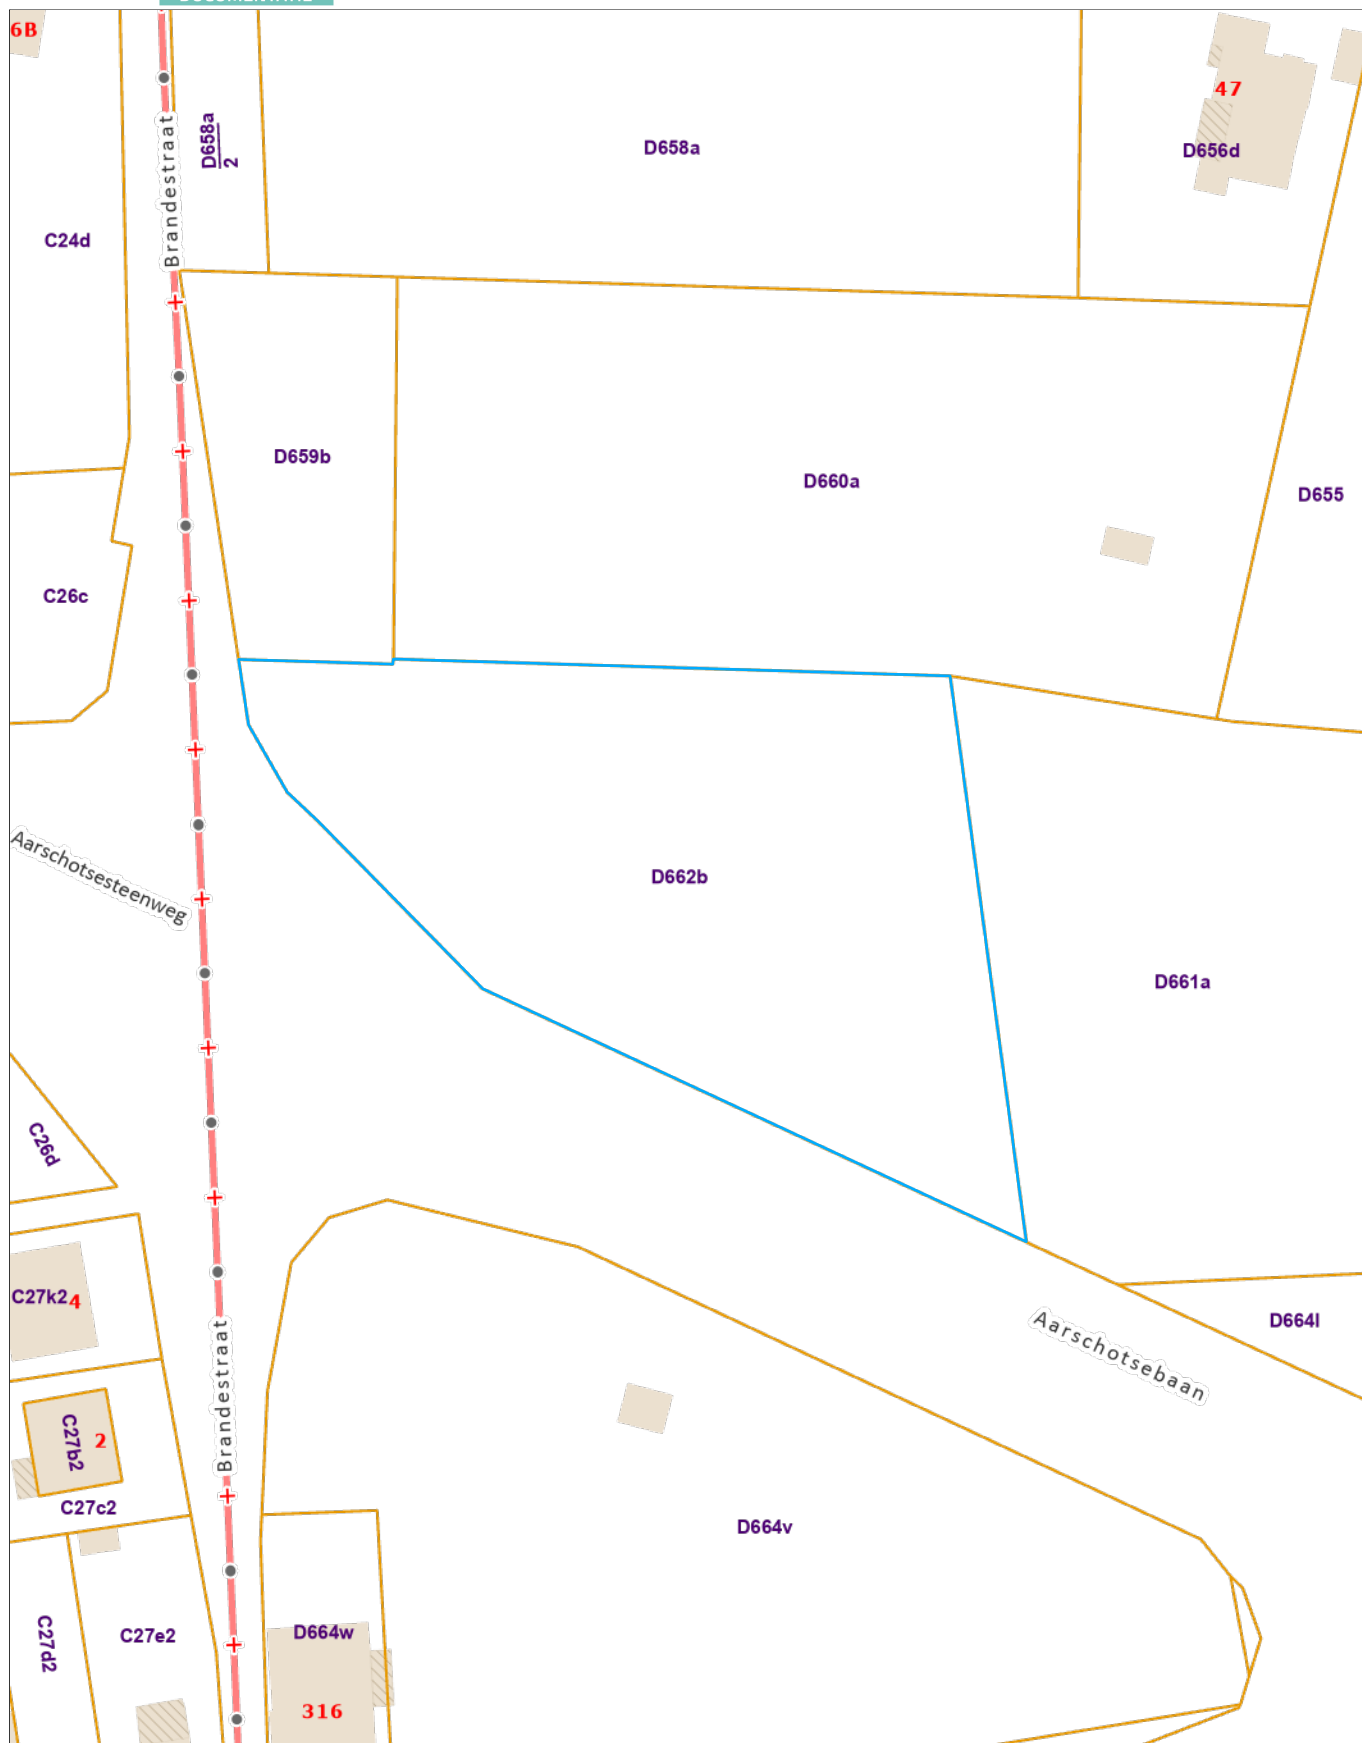 6B
47
D658a
2
D658a
D656d
Brandestraat
C24d
D659b
D660a
D655
C26c
Aarschotsesteenweg
D662b
D661a
C26d
C27k2
4
D664l
Aarschotsebaan
Brandestraat
C27b2
2
C27c2
D664v
C27d2
C27e2
D664w
316